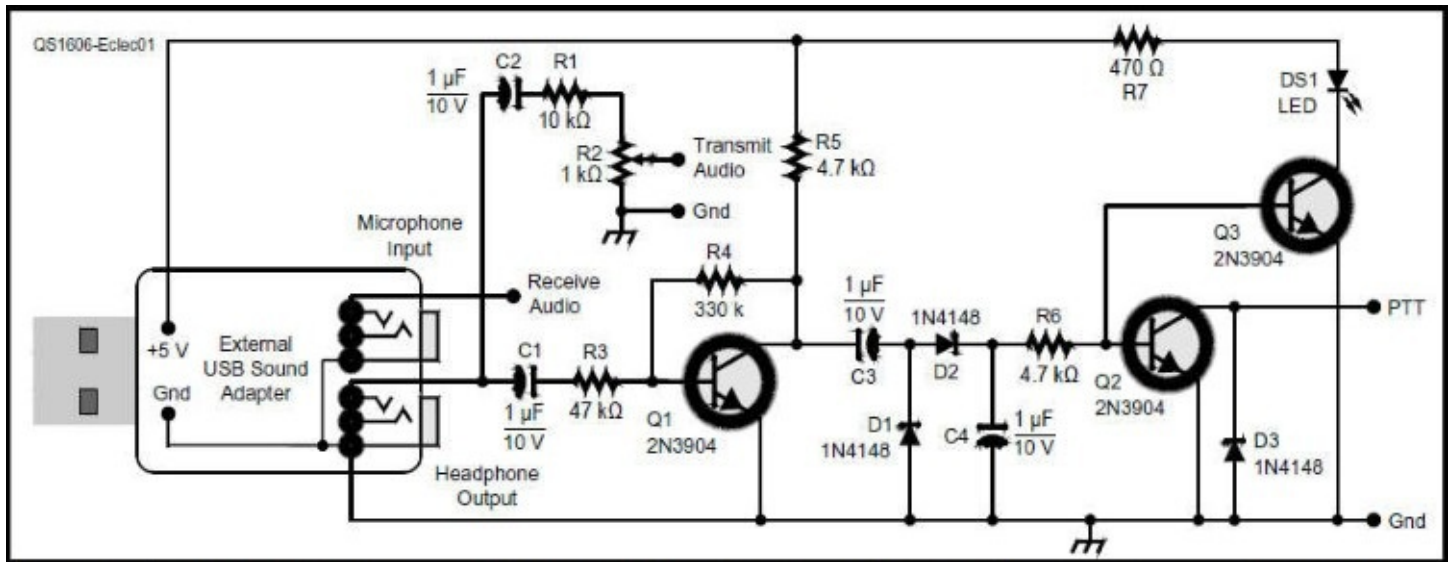 QS1606-Eclec01
C2
1 µF
10 V
R1
10 kΩ
R2
1 kΩ
Transmit
Audio
Gnd
R5
4.7 kΩ
470 Ω
R7
DS1
LED
Microphone
Input
Receive
Audio
R4
330 k
Q3
2N3904
+5 V
Gnd
External
USB Sound
Adapter
C1
1 µF
10 V
R3
47 kΩ
Q1
2N3904
1 µF
10 V
C3
1N4148
D2
R6
4.7 kΩ
Q2
2N3904
PTT
D1
1N4148
C4
1 µF
10 V
D3
1N4148
Headphone
Output
Gnd